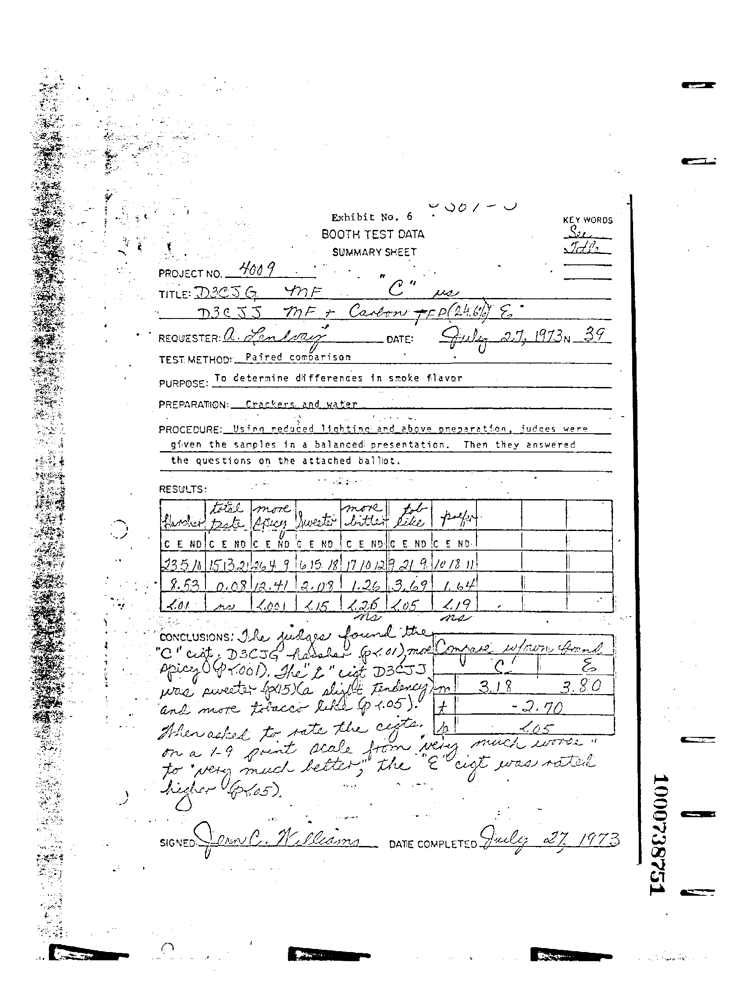 Exhibit No. 6
BOOTH TEST DATA
SUMMARY SHEET
KEY WORDS
See
Title
PROJECT NO. 4009
TITLE: D3CJG MF "C" vs
D3CJJ MF + Carbon + (24.6%) E"
REQUESTER: A. DATE: July 27, 1973 N 39
TEST METHOD: Paired comparison
PURPOSE: To determine differences in smoke flavor
PREPARATION: Crackers and water
PROCEDURE: Using reduced lighting and above preparation, judges were
given the samples in a balanced presentation. Then they answered
the questions on the attached ballot.
RESULTS:
Harsher total taste more spicy Sweeter more bitter tob like prefer
C E ND C E ND C E ND C E ND C E ND C E ND C E ND
23 5 11 15 13 26 4 9 6 15 18 17 10 12 9 21 9 10 18 11
8.53 0.08 12.41 2.03 1.26 3.69 1.64
<.01 ns <.001 <.15 <.26 <.05 <.19
ns ns
CONCLUSIONS: The judges found the
"C" cigt, D3CJG harsher (p<.01), more
spicy (p<.001). The "E" cigt D3CJJ
was sweeter (p<15) (a slight tendency)
and more tobacco like (p<.05).
When asked to rate the cigts.
on a 1-9 point scale from "very much worse"
to "very much better," the "E" cigt was rated
higher (p<.05).
Compare w/own brand
C E
m 3.18 3.80
t -2.70
p <.05
SIGNED: Jean C. Williams DATE COMPLETED July 27, 1973
1000738751